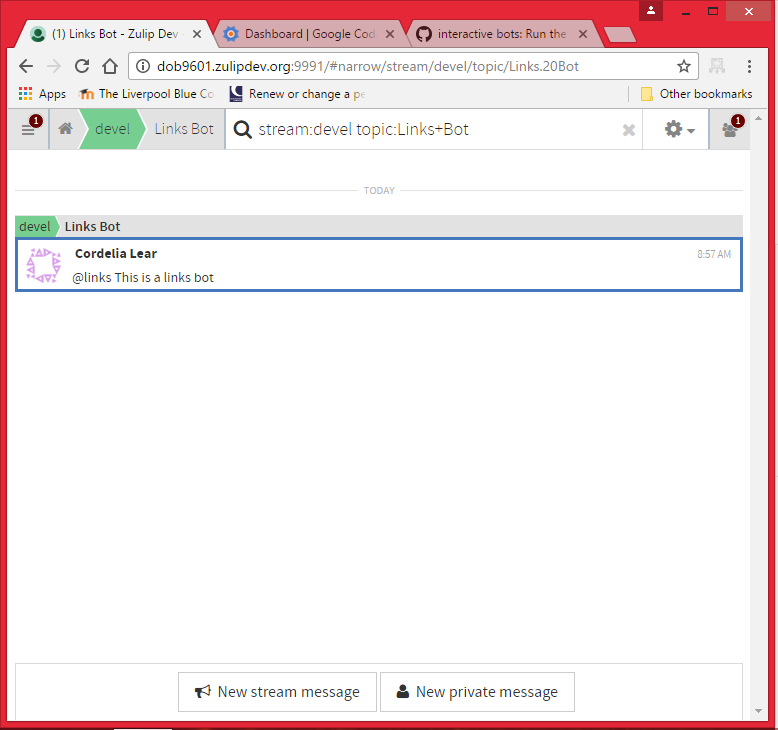 (1) Links Bot - Zulip Dev
Dashboard | Google Cod
interactive bots: Run the
dob9601.zulipdev.org:9991/#narrow/stream/devel/topic/Links.20Bot
Apps
The Liverpool Blue Co
Renew or change a pe
Other bookmarks
1
devel
Links Bot
stream:devel topic:Links+Bot
1
TODAY
devel
Links Bot
Cordelia Lear
8:57 AM
@links This is a links bot
New stream message
New private message